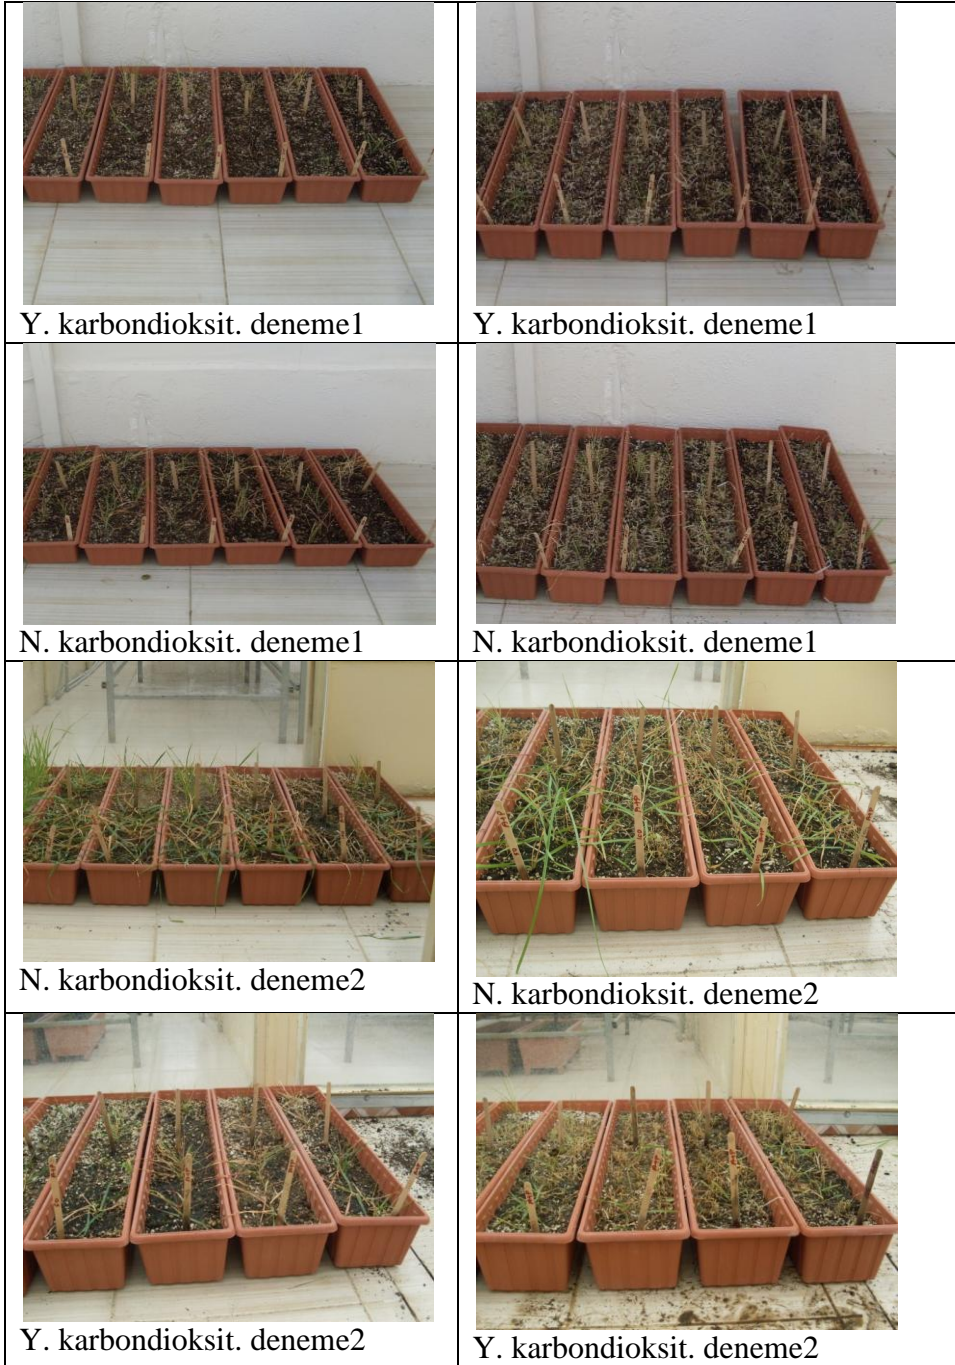 Y. karbondioksit. deneme1
Y. karbondioksit. deneme1
N. karbondioksit. deneme1
N. karbondioksit. deneme1
N. karbondioksit. deneme2
N. karbondioksit. deneme2
Y. karbondioksit. deneme2
Y. karbondioksit. deneme2